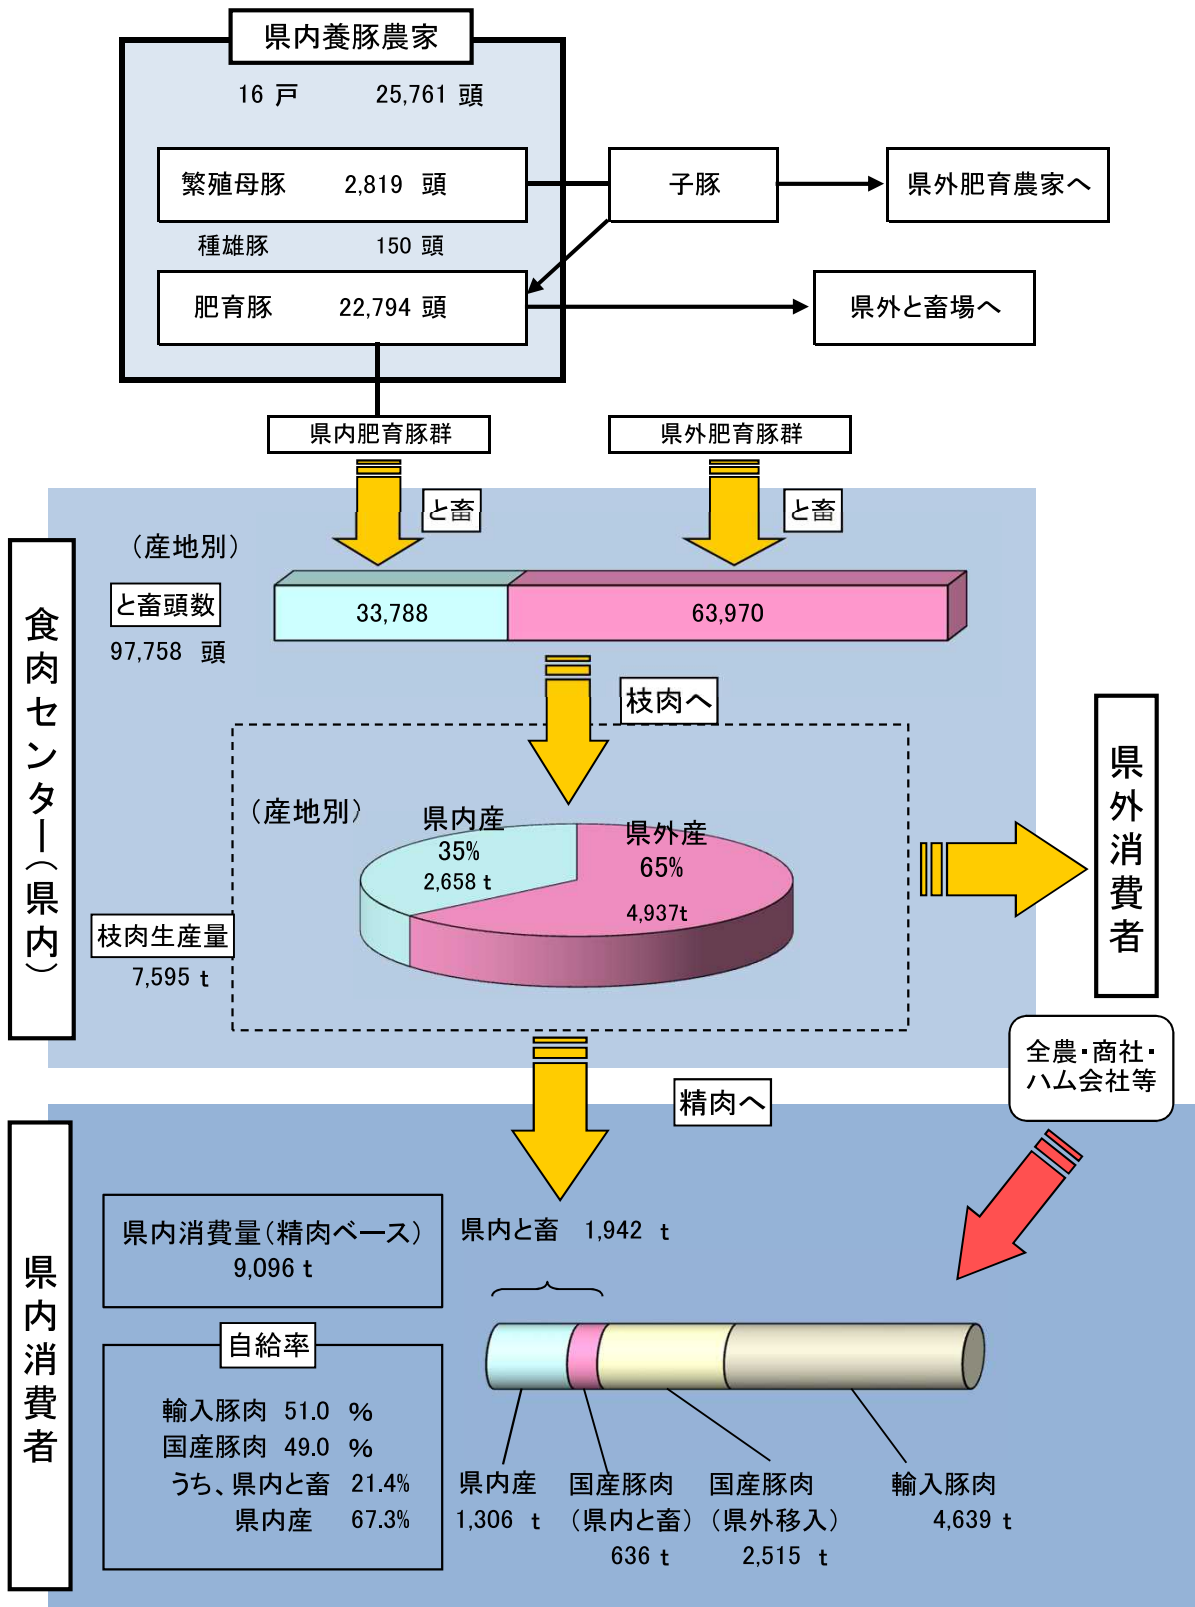 県内養豚農家
16 戸 25,761 頭
繁殖母豚 2,819 頭
子豚
県外肥育農家へ
種雄豚 150 頭
肥育豚 22,794 頭
県外と畜場へ
県内肥育豚群
県外肥育豚群
と畜
と畜
（産地別）
と畜頭数
97,758 頭
33,788
63,970
食肉センター（県内）
枝肉へ
（産地別）
県内産
35%
2,658 t
県外産
65%
4,937t
枝肉生産量
7,595 t
県外消費者
全農・商社・
ハム会社等
精肉へ
県内消費者
県内消費量（精肉ベース）
9,096 t
県内と畜 1,942 t
自給率
輸入豚肉 51.0 %
国産豚肉 49.0 %
うち、県内と畜 21.4%
県内産 67.3%
県内産
1,306 t
国産豚肉
（県内と畜）
636 t
国産豚肉
（県外移入）
2,515 t
輸入豚肉
4,639 t